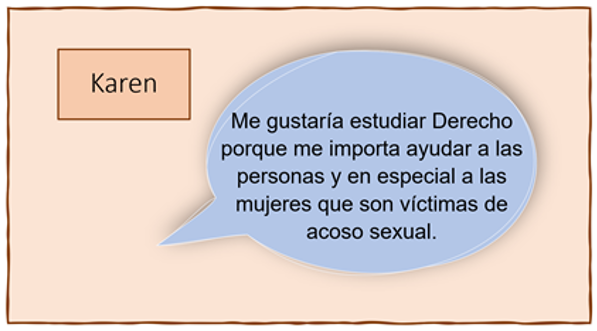 Karen
Me gustaría estudiar Derecho
porque me importa ayudar a las
personas y en especial a las
mujeres que son víctimas de
acoso sexual.